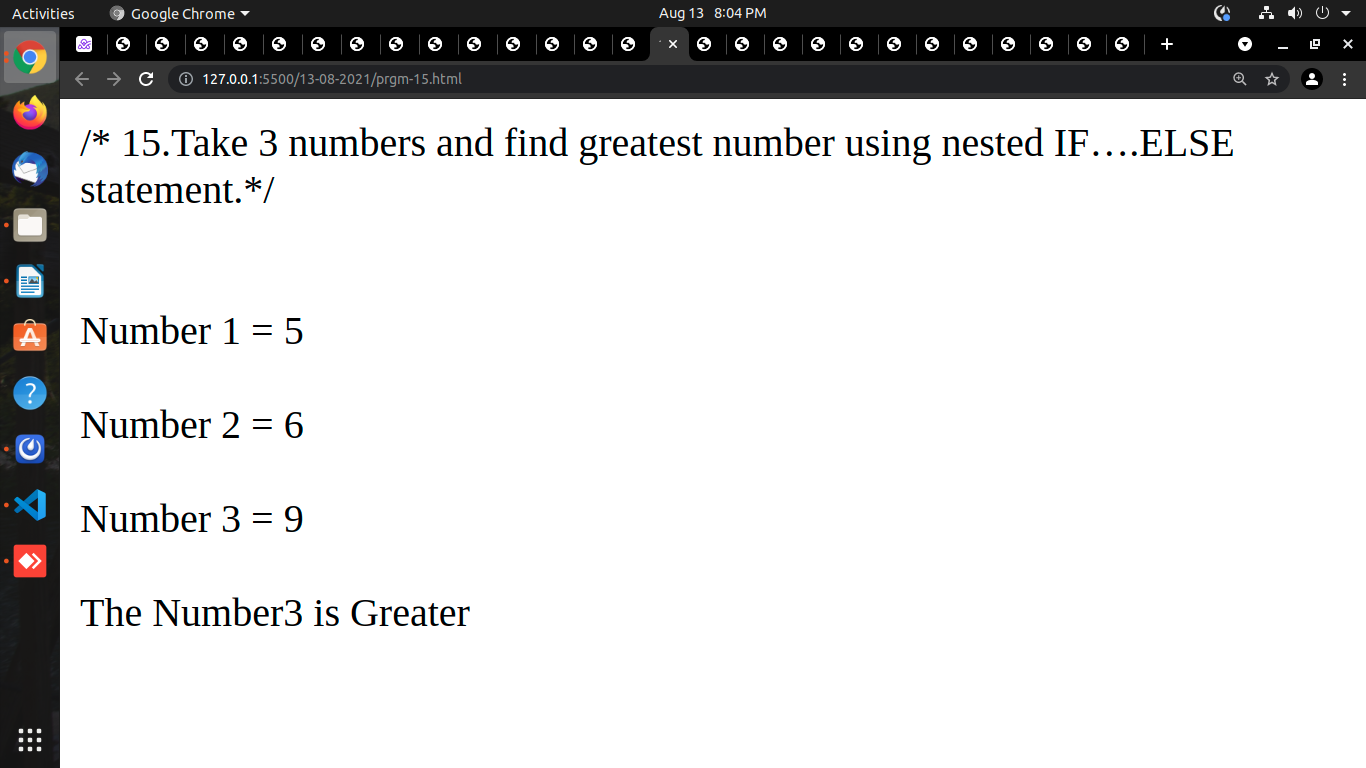 Activities
Google Chrome
Aug 13 8:04 PM
127.0.0.1:5500/13-08-2021/prgm-15.html
/* 15.Take 3 numbers and find greatest number using nested IF….ELSE
statement.*/
Number 1 = 5
Number 2 = 6
Number 3 = 9
The Number3 is Greater